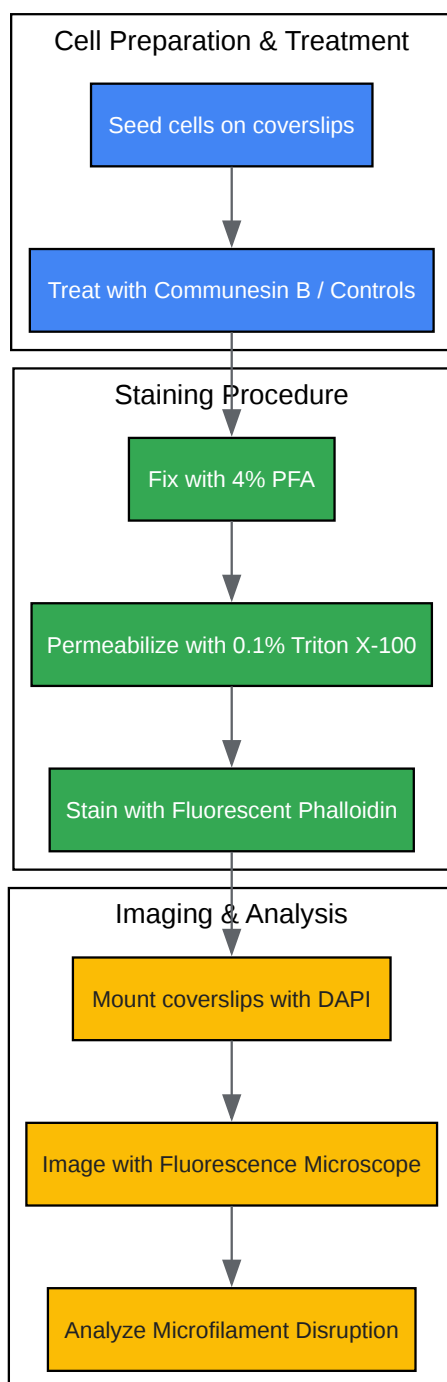 Cell Preparation & Treatment
Seed cells on coverslips
Treat with Communesin B / Controls
Staining Procedure
Fix with 4% PFA
Permeabilize with 0.1% Triton X-100
Stain with Fluorescent Phalloidin
Imaging & Analysis
Mount coverslips with DAPI
Image with Fluorescence Microscope
Analyze Microfilament Disruption